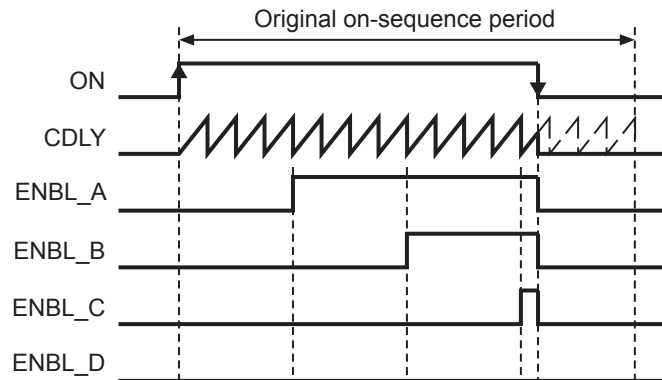 Original on-sequence period
ON
CDLY
ENBL_A
ENBL_B
ENBL_C
ENBL_D